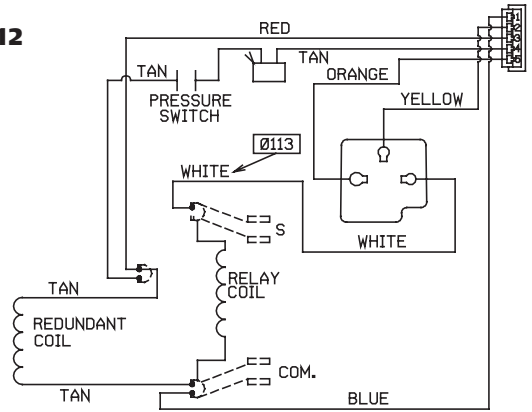 12
RED
1
2
3
4
5
TAN
TAN
ORANGE
PRESSURE
SWITCH
YELLOW
Ø113
WHITE
S
WHITE
RELAY
COIL
TAN
REDUNDANT
COIL
COM.
TAN
BLUE